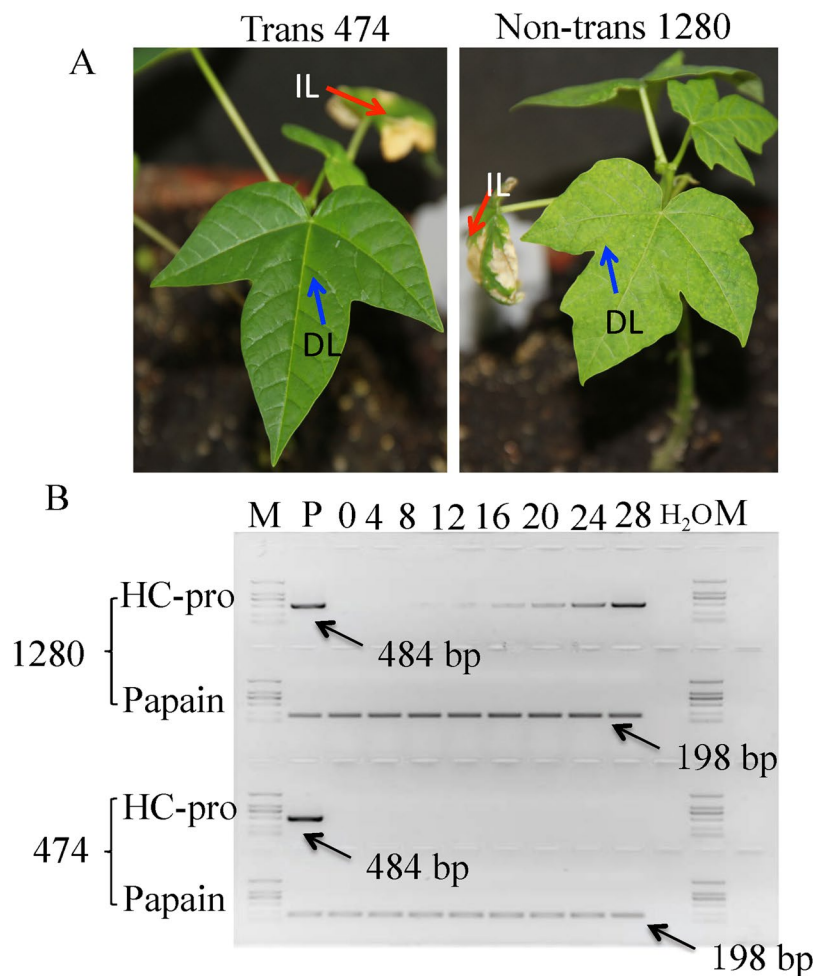 Trans 474 Non-trans 1280
A
IL
IL
DL
DL
B
M P 0 4 8 12 16 20 24 28 H₂O M
HC-pro
484 bp
1280
Papain
198 bp
HC-pro
484 bp
474
Papain
198 bp